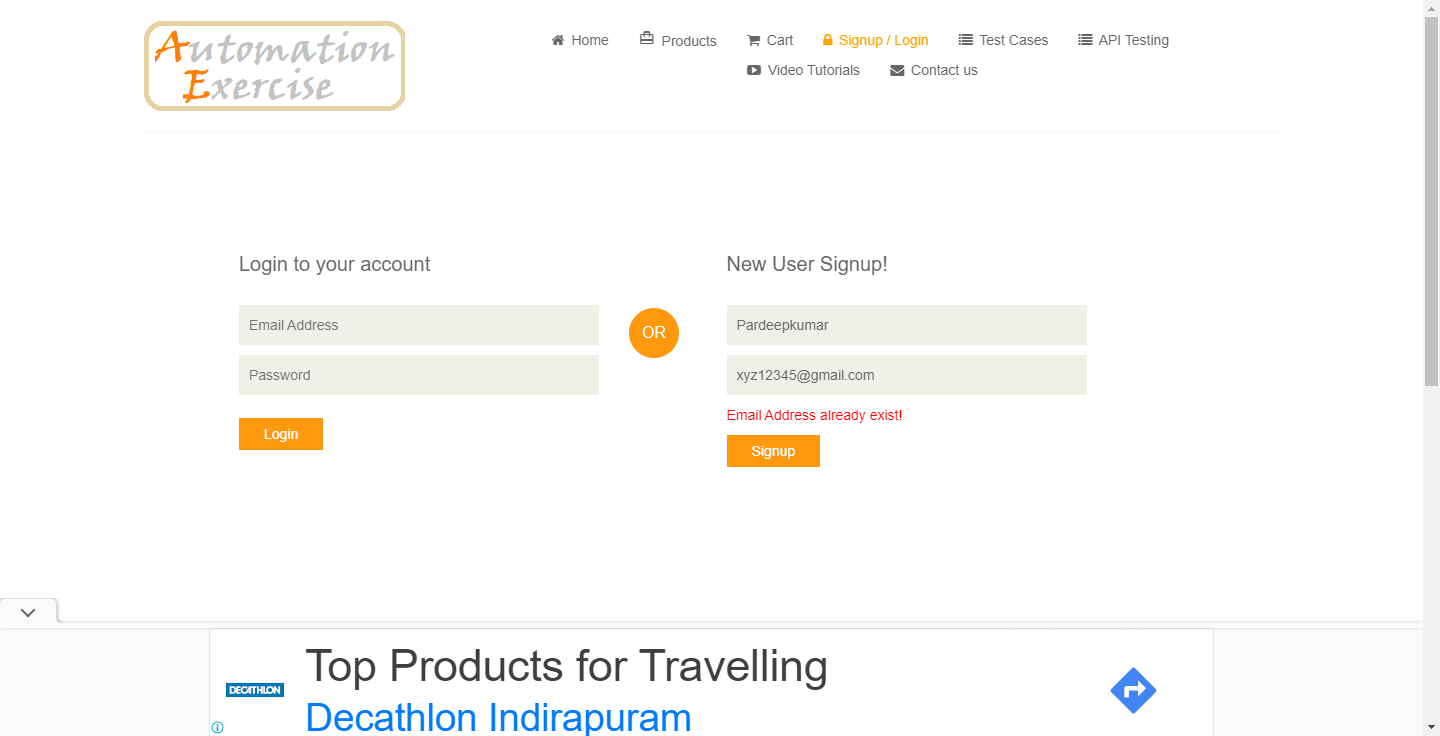 Automation
Exercise
Home
Products
Cart
Signup / Login
Test Cases
API Testing
Video Tutorials
Contact us
Login to your account
Email Address
Password
Login
OR
New User Signup!
Pardeepkumar
xyz12345@gmail.com
Email Address already exist!
Signup
DECATHLON
Top Products for Travelling
Decathlon Indirapuram